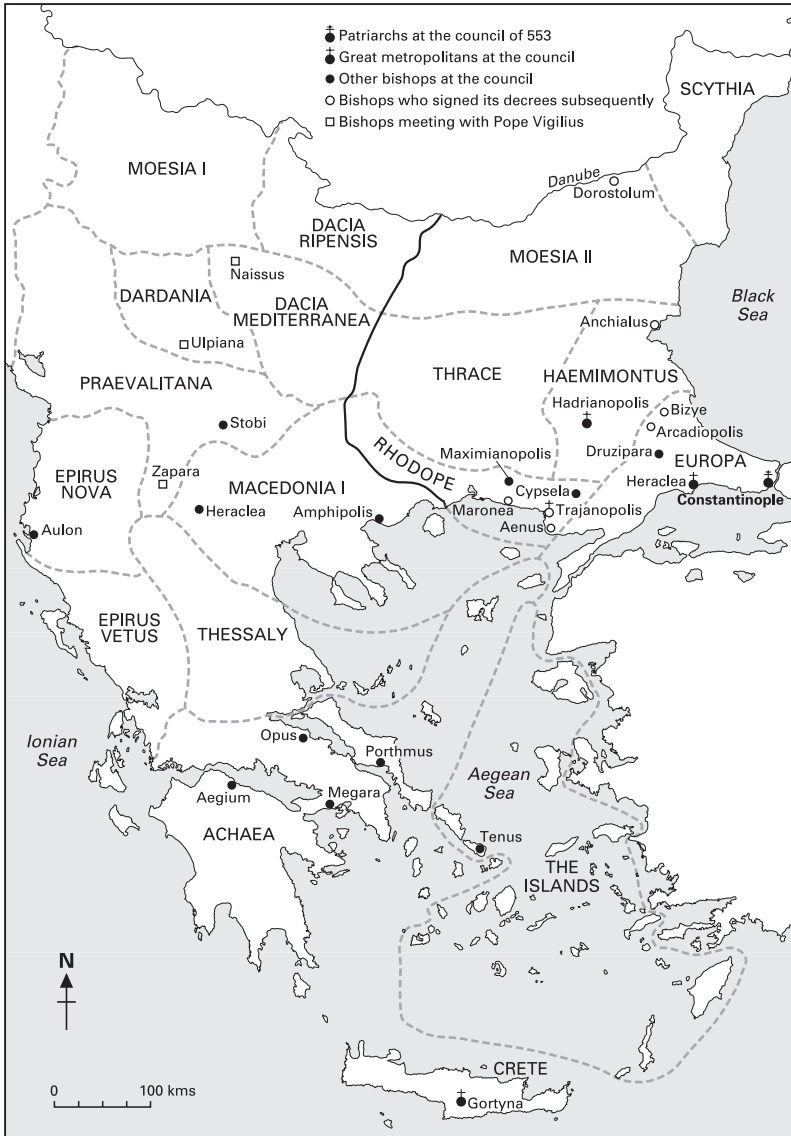 Patriarchs at the council of 553
Great metropolitans at the council
Other bishops at the council
Bishops who signed its decrees subsequently
Bishops meeting with Pope Vigilius
SCYTHIA
MOESIA I
Danube
Dorostolum
DACIA
RIPENSIS
MOESIA II
Naissus
DARDANIA
DACIA
MEDITERRANEA
Black
Sea
Anchialus
Ulpiana
PRAEVALITANA
THRACE
HAEMIMONTUS
Hadrianopolis
Bizye
Arcadiopolis
Stobi
RHODOPE
Maximianopolis
Druzipara
EUROPA
EPIRUS
NOVA
Zapara
MACEDONIA I
Cypsela
Heraclea
Constantinople
Heraclea
Amphipolis
Maronea
Trajanopolis
Aenus
Aulon
EPIRUS
VETUS
THESSALY
Ionian
Sea
Opus
Porthmus
Aegean
Sea
Aegium
Megara
ACHAEA
Tenus
THE
ISLANDS
N
0 100 kms
CRETE
Gortyna